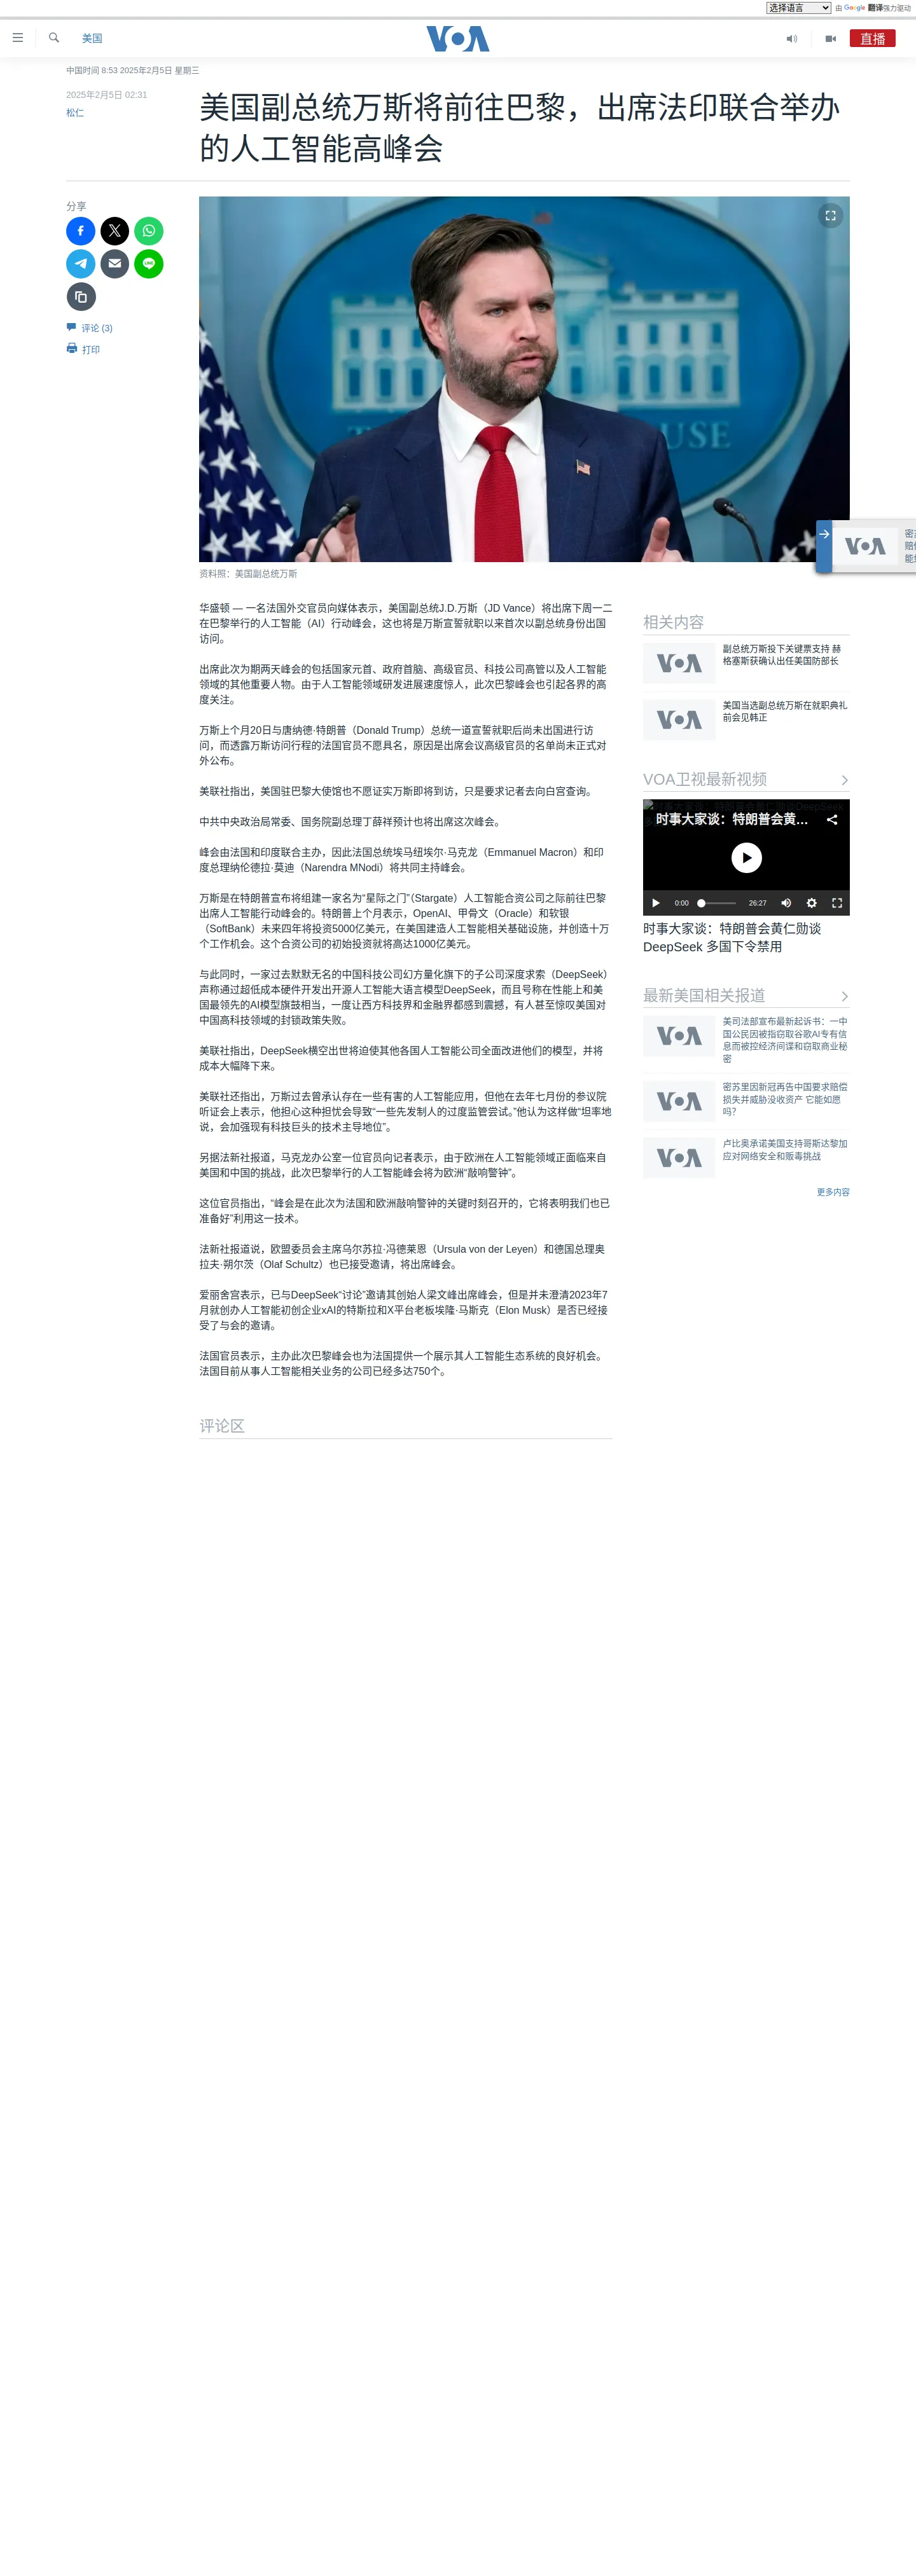 选择语言 由 Google 翻译强力驱动
美国
VOA
直播
中国时间 8:53 2025年2月5日 星期三
2025年2月5日 02:31
松仁
美国副总统万斯将前往巴黎，出席法印联合举办
的人工智能高峰会
分享
LINE
评论 (3)
打印
资料照：美国副总统万斯
华盛顿 — 一名法国外交官员向媒体表示，美国副总统J.D.万斯（JD Vance）将出席下周一二
在巴黎举行的人工智能（AI）行动峰会，这也将是万斯宣誓就职以来首次以副总统身份出国
访问。
出席此次为期两天峰会的包括国家元首、政府首脑、高级官员、科技公司高管以及人工智能
领域的其他重要人物。由于人工智能领域研发进展速度惊人，此次巴黎峰会也引起各界的高
度关注。
万斯上个月20日与唐纳德·特朗普（Donald Trump）总统一道宣誓就职后尚未出国进行访
问，而透露万斯访问行程的法国官员不愿具名，原因是出席会议高级官员的名单尚未正式对
外公布。
美联社指出，美国驻巴黎大使馆也不愿证实万斯即将到访，只是要求记者去向白宫查询。
中共中央政治局常委、国务院副总理丁薛祥预计也将出席这次峰会。
峰会由法国和印度联合主办，因此法国总统埃马纽埃尔·马克龙（Emmanuel Macron）和印
度总理纳伦德拉·莫迪（Narendra MNodi）将共同主持峰会。
万斯是在特朗普宣布将组建一家名为“星际之门”（Stargate）人工智能合资公司之际前往巴黎
出席人工智能行动峰会的。特朗普上个月表示，OpenAI、甲骨文（Oracle）和软银
（SoftBank）未来四年将投资5000亿美元，在美国建造人工智能相关基础设施，并创造十万
个工作机会。这个合资公司的初始投资就将高达1000亿美元。
与此同时，一家过去默默无名的中国科技公司幻方量化旗下的子公司深度求索（DeepSeek）
声称通过超低成本硬件开发出开源人工智能大语言模型DeepSeek，而且号称在性能上和美
国最领先的AI模型旗鼓相当，一度让西方科技界和金融界都感到震撼，有人甚至惊叹美国对
中国高科技领域的封锁政策失败。
美联社指出，DeepSeek横空出世将迫使其他各国人工智能公司全面改进他们的模型，并将
成本大幅降下来。
美联社还指出，万斯过去曾承认存在一些有害的人工智能应用，但他在去年七月份的参议院
听证会上表示，他担心这种担忧会导致“一些先发制人的过度监管尝试。”他认为这样做“坦率地
说，会加强现有科技巨头的技术主导地位”。
另据法新社报道，马克龙办公室一位官员向记者表示，由于欧洲在人工智能领域正面临来自
美国和中国的挑战，此次巴黎举行的人工智能峰会将为欧洲“敲响警钟”。
这位官员指出，“峰会是在此次为法国和欧洲敲响警钟的关键时刻召开的，它将表明我们也已
准备好”利用这一技术。
法新社报道说，欧盟委员会主席乌尔苏拉·冯德莱恩（Ursula von der Leyen）和德国总理奥
拉夫·朔尔茨（Olaf Schultz）也已接受邀请，将出席峰会。
爱丽舍宫表示，已与DeepSeek“讨论”邀请其创始人梁文峰出席峰会，但是并未澄清2023年7
月就创办人工智能初创企业xAI的特斯拉和X平台老板埃隆·马斯克（Elon Musk）是否已经接
受了与会的邀请。
法国官员表示，主办此次巴黎峰会也为法国提供一个展示其人工智能生态系统的良好机会。
法国目前从事人工智能相关业务的公司已经多达750个。
评论区
VOA
相关内容
VOA
副总统万斯投下关键票支持 赫
格塞斯获确认出任美国防部长
VOA
美国当选副总统万斯在就职典礼
前会见韩正
VOA卫视最新视频
时事大家谈：特朗普会黄…
0:00 26:27
时事大家谈：特朗普会黄仁勋谈
DeepSeek 多国下令禁用
最新美国相关报道
VOA
美司法部宣布最新起诉书：一中
国公民因被指窃取谷歌AI专有信
息而被控经济间谍和窃取商业秘
密
VOA
密苏里因新冠再告中国要求赔偿
损失并威胁没收资产 它能如愿
吗？
VOA
卢比奥承诺美国支持哥斯达黎加
应对网络安全和贩毒挑战
更多内容